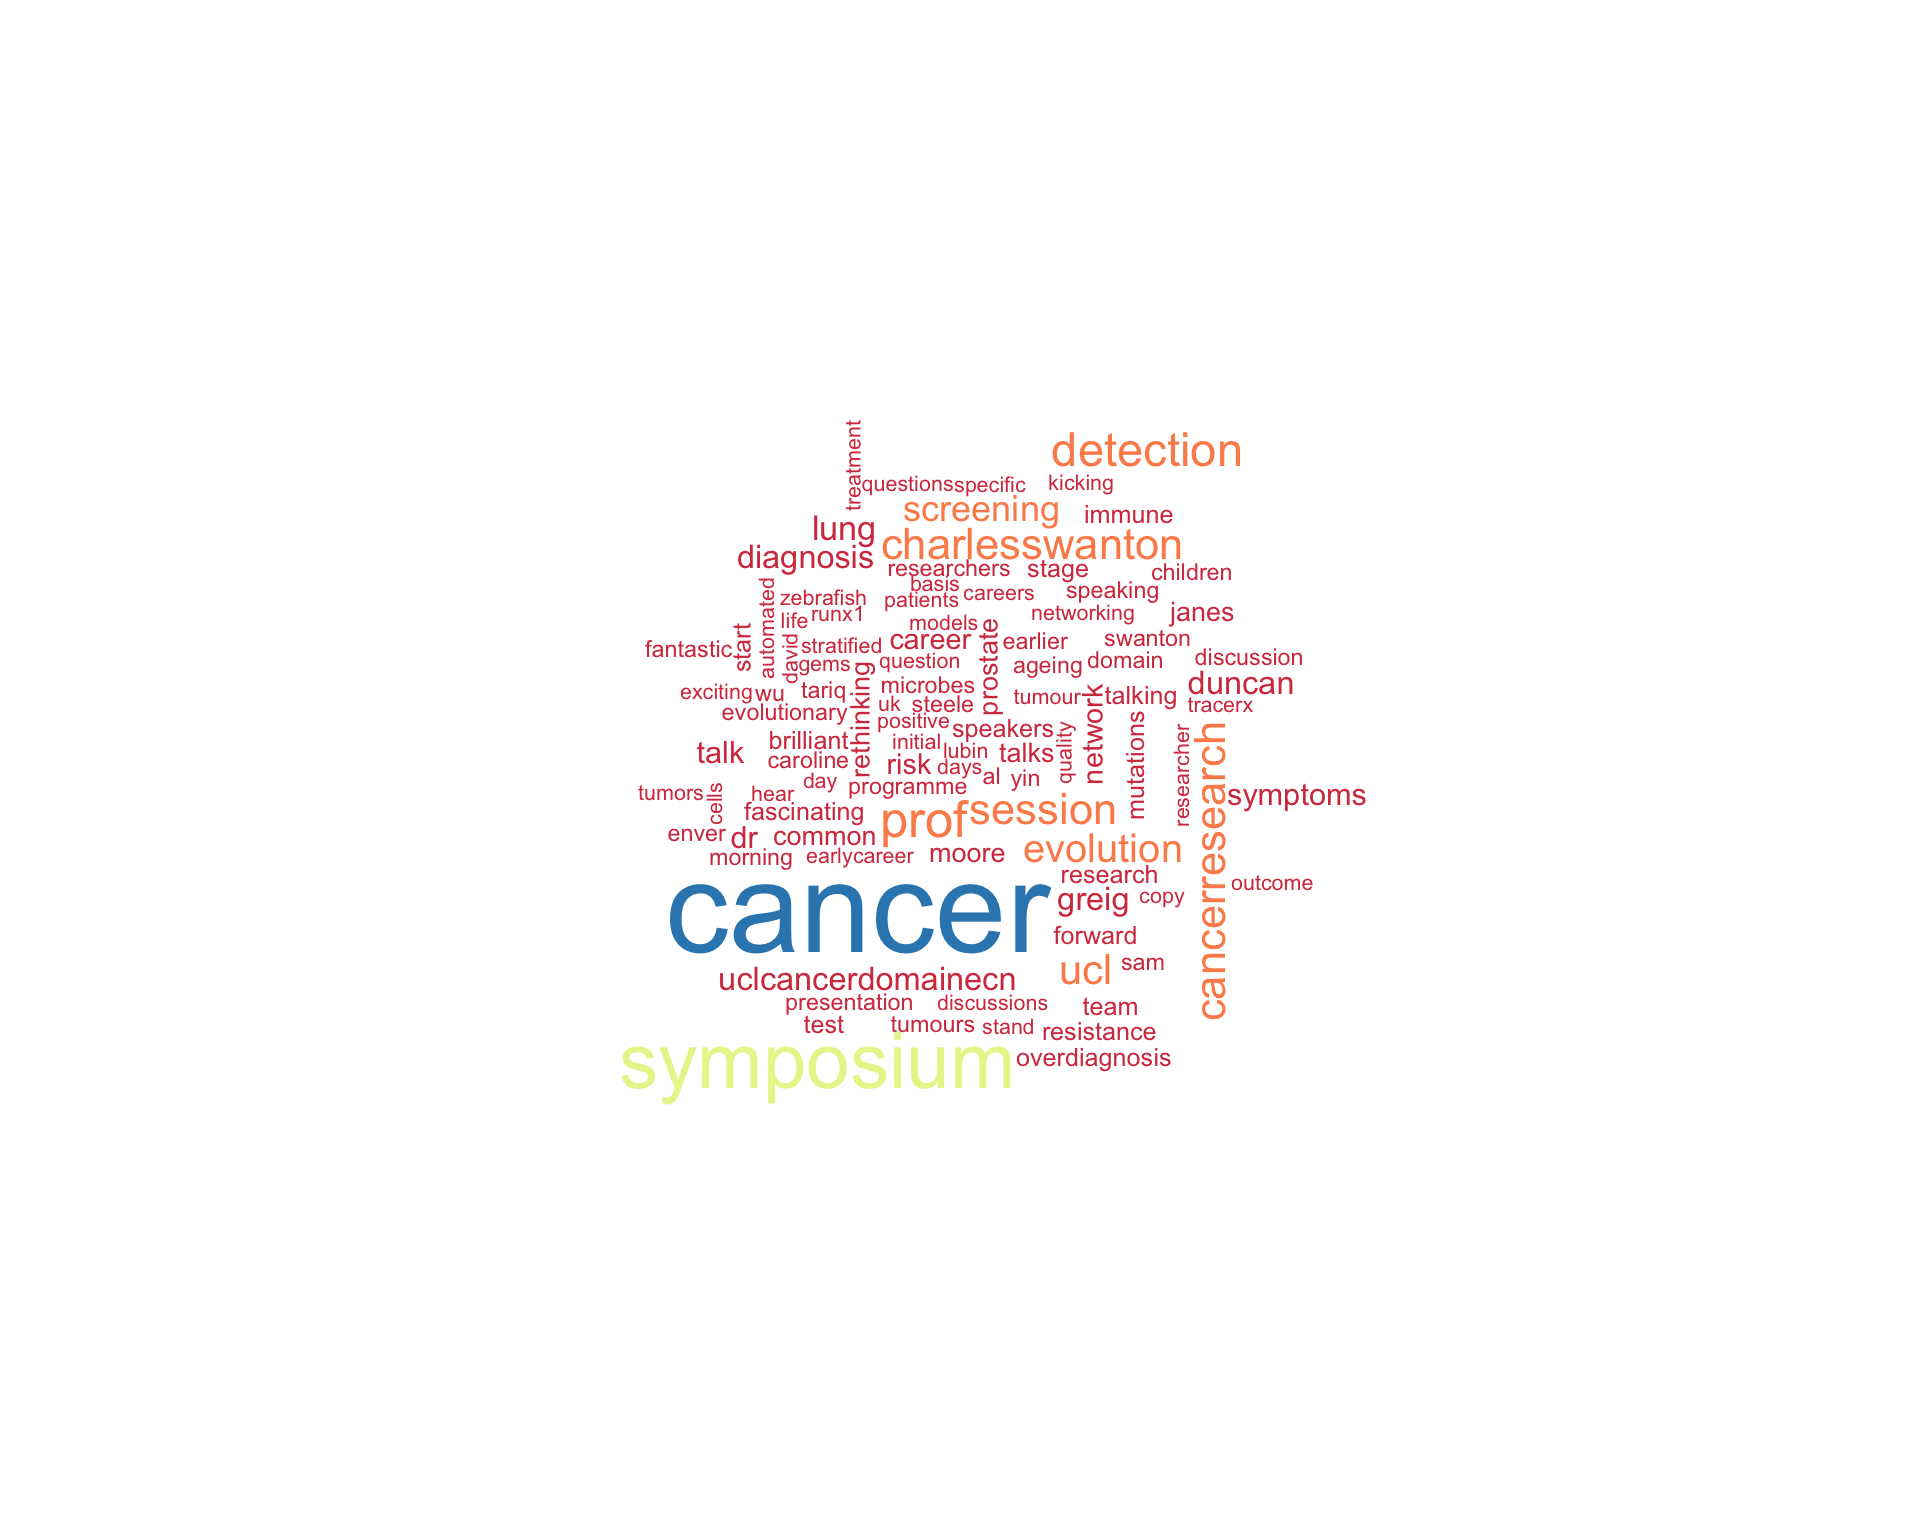 treatment
detection
questions
specific
kicking
screening
immune
lung
charlesswanton
diagnosis
researchers
stage
children
basis
automated
zebrafish
patients
careers
speaking
life
runx1
models
networking
janes
fantastic
start
david
stratified
career
prostate
earlier
swanton
gems
question
ageing
domain
discussion
exciting
wu
tariq
rethinking
microbes
tumour
talking
duncan
evolutionary
uk
steele
network
tracerx
positive
talk
brilliant
initial
speakers
quality
mutations
researcher
cancerresearch
caroline
lubin
talks
risk
days
al
yin
tumors
cells
hear
day
programme
symptoms
fascinating
prof
session
enver
dr
common
morning
earlycareer
moore
evolution
cancer
research
greig
copy
outcome
forward
uclcancerdomainecn
ucl
sam
presentation
discussions
team
test
tumours
stand
resistance
symposium
overdiagnosis